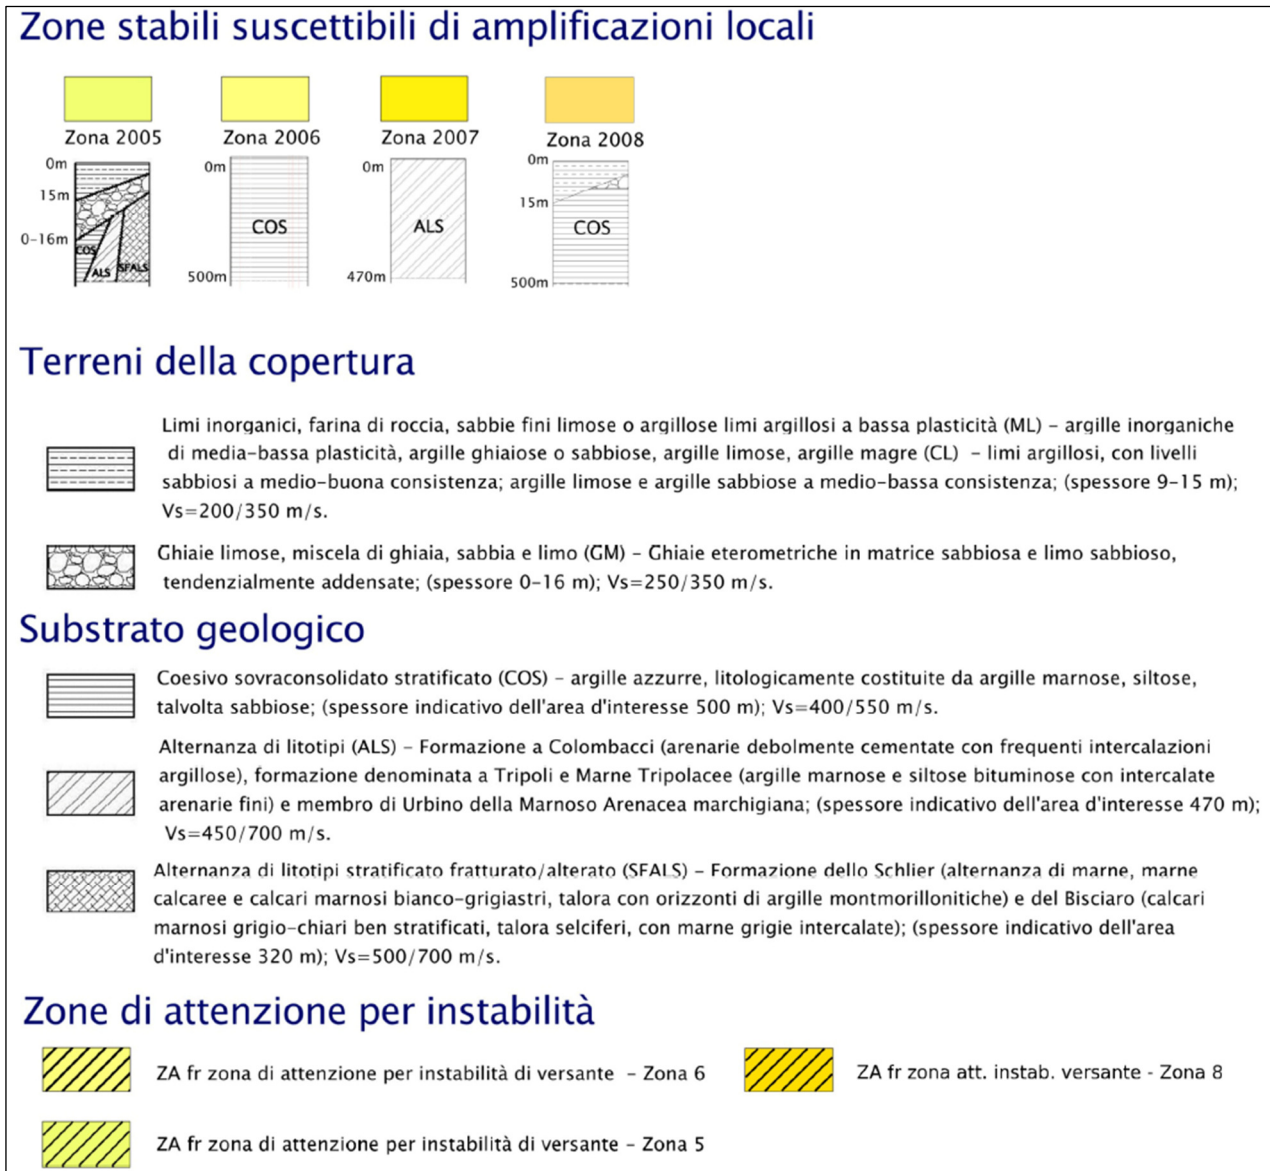 Zone stabili suscettibili di amplificazioni locali
Zona 2005
Zona 2006
Zona 2007
Zona 2008
0m
15m
0-16m
COS
ALS
SFALS
0m
COS
500m
0m
ALS
470m
0m
15m
COS
500m
Terreni della copertura
Limi inorganici, farina di roccia, sabbie fini limose o argillose limi argillosi a bassa plasticità (ML) – argille inorganiche
di media-bassa plasticità, argille ghiaiose o sabbiose, argille limose, argille magre (CL) – limi argillosi, con livelli
sabbiosi a medio-buona consistenza; argille limose e argille sabbiose a medio-bassa consistenza; (spessore 9-15 m);
Vs=200/350 m/s.
Ghiaie limose, miscela di ghiaia, sabbia e limo (GM) – Ghiaie eterometriche in matrice sabbiosa e limo sabbioso,
tendenzialmente addensate; (spessore 0-16 m); Vs=250/350 m/s.
Substrato geologico
Coesivo sovraconsolidato stratificato (COS) – argille azzurre, litologicamente costituite da argille marnose, siltose,
talvolta sabbiose; (spessore indicativo dell'area d'interesse 500 m); Vs=400/550 m/s.
Alternanza di litotipi (ALS) – Formazione a Colombacci (arenarie debolmente cementate con frequenti intercalazioni
argillose), formazione denominata a Tripoli e Marne Tripolacee (argille marnose e siltose bituminose con intercalate
arenarie fini) e membro di Urbino della Marnoso Arenacea marchigiana; (spessore indicativo dell'area d'interesse 470 m);
Vs=450/700 m/s.
Alternanza di litotipi stratificato fratturato/alterato (SFALS) – Formazione dello Schlier (alternanza di marne, marne
calcaree e calcari marnosi bianco-grigiastri, talora con orizzonti di argille montmorillonitiche) e del Bisciaro (calcari
marnosi grigio-chiari ben stratificati, talora selciferi, con marne grigie intercalate); (spessore indicativo dell'area
d'interesse 320 m); Vs=500/700 m/s.
Zone di attenzione per instabilità
ZA fr zona di attenzione per instabilità di versante – Zona 6
ZA fr zona att. instab. versante - Zona 8
ZA fr zona di attenzione per instabilità di versante – Zona 5